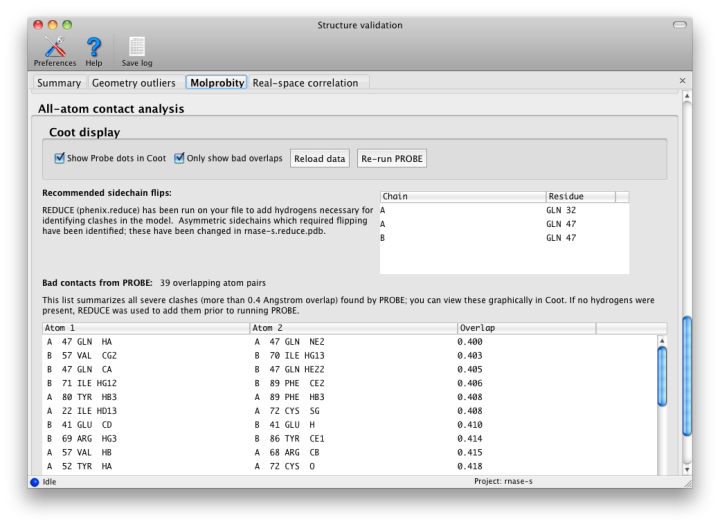 Structure validation
Preferences Help Save log
Summary Geometry outliers Molprobity Real-space correlation
All-atom contact analysis
Coot display
Show Probe dots in Coot Only show bad overlaps Reload data Re-run PROBE
Recommended sidechain flips:
REDUCE (phenix.reduce) has been run on your file to add hydrogens necessary for
identifying clashes in the model. Asymmetric sidechains which required flipping
have been identified; these have been changed in rnase-s.reduce.pdb.
Chain Residue
A GLN 32
A GLN 47
B GLN 47
Bad contacts from PROBE: 39 overlapping atom pairs
This list summarizes all severe clashes (more than 0.4 Angstrom overlap) found by PROBE; you can view these graphically in Coot. If no hydrogens were
present, REDUCE was used to add them prior to running PROBE.
Atom 1 Atom 2 Overlap
A 47 GLN HA A 47 GLN NE2 0.400
B 57 VAL CG2 B 70 ILE HG13 0.403
B 47 GLN CA B 47 GLN HE22 0.405
B 71 ILE HG12 B 89 PHE CE2 0.406
A 80 TYR HB3 A 89 PHE HB3 0.408
A 22 ILE HD13 A 72 CYS SG 0.408
B 41 GLU CD B 41 GLU H 0.410
B 69 ARG HG3 B 86 TYR CE1 0.414
A 57 VAL HB A 68 ARG CB 0.415
A 52 TYR HA A 72 CYS O 0.418
Idle Project: rnase-s